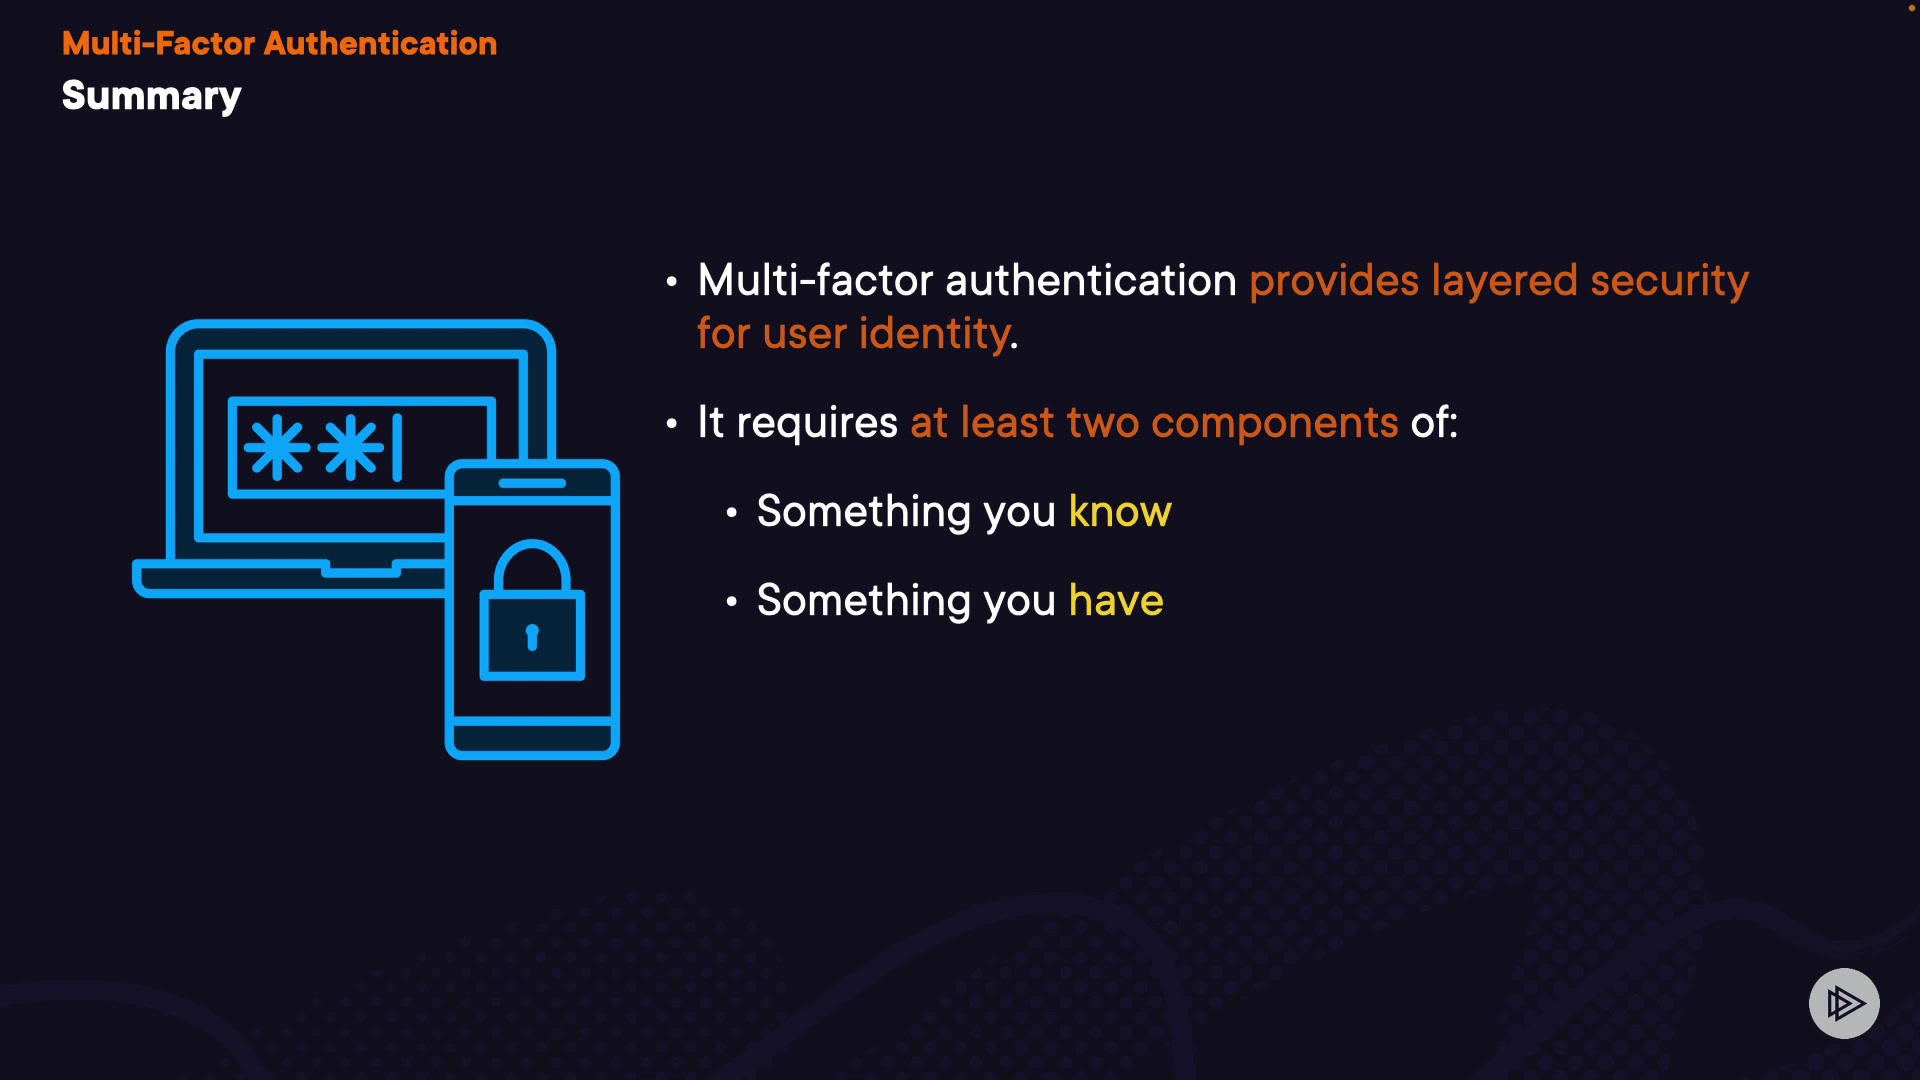 Multi-Factor Authentication
Summary
• Multi-factor authentication provides layered security
for user identity.
• It requires at least two components of:
• Something you know
• Something you have